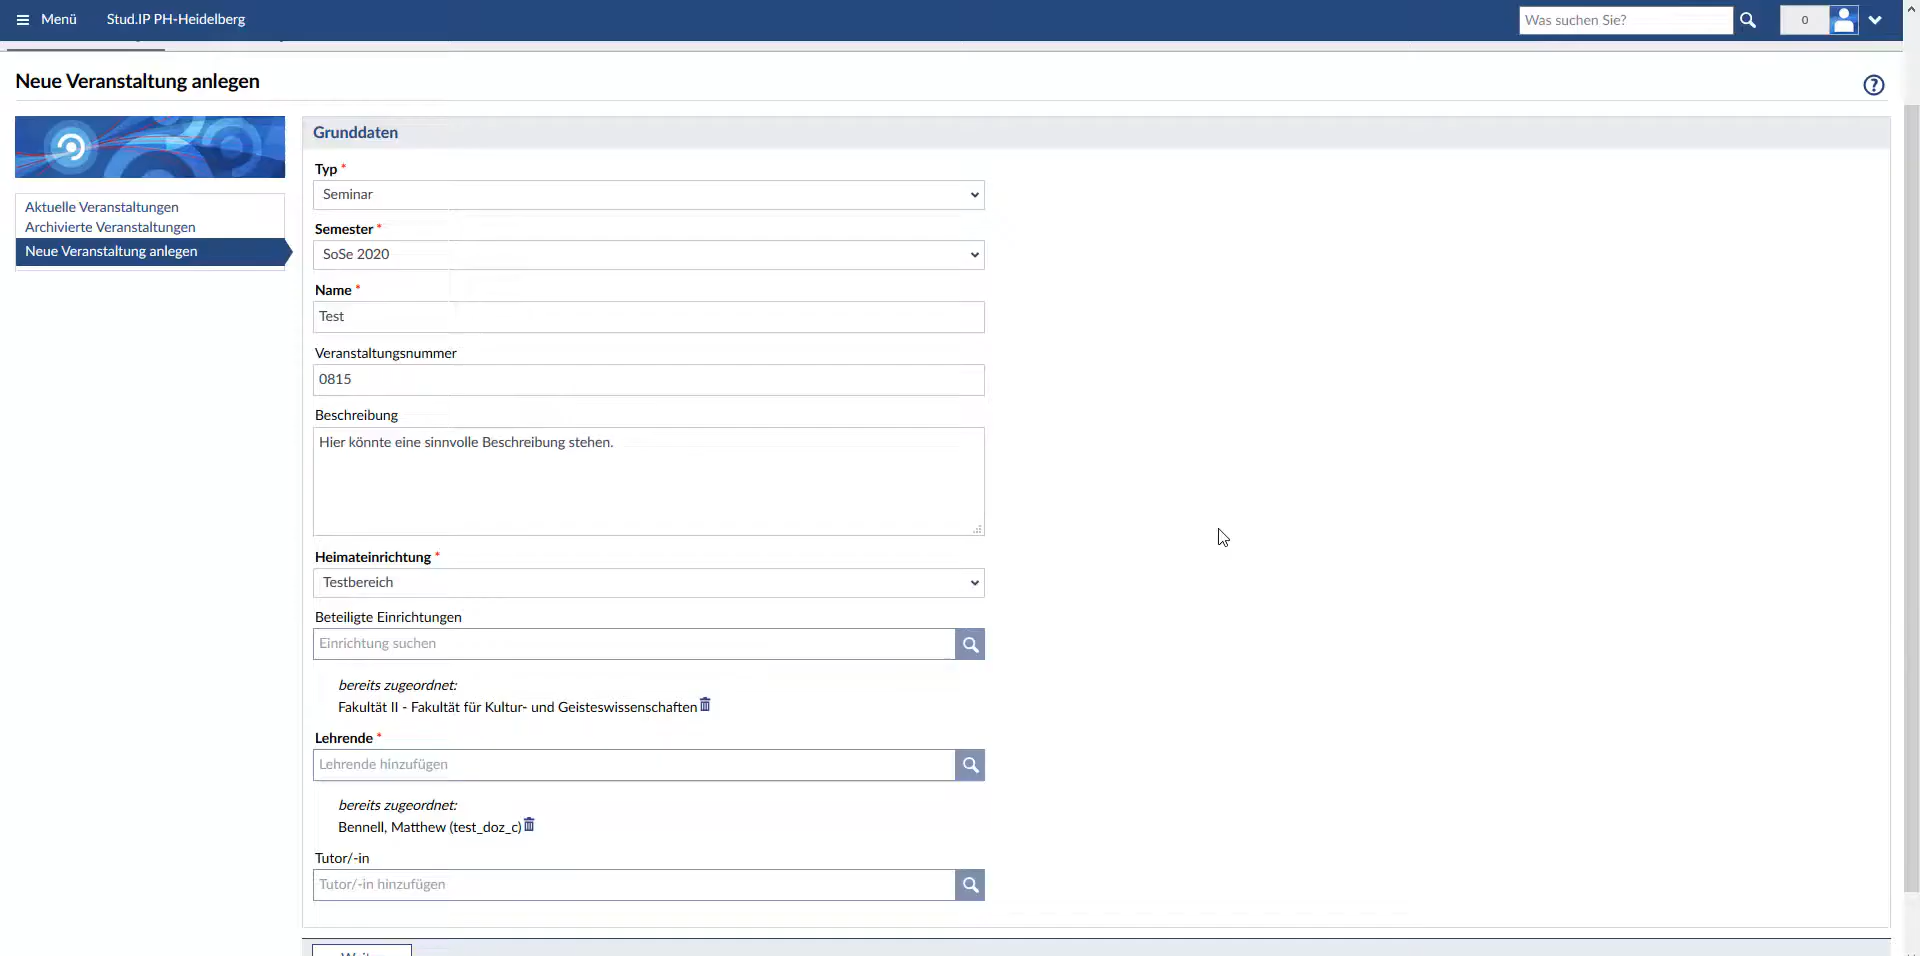 Menü
Stud.IP PH-Heidelberg
Was suchen Sie?
0
Neue Veranstaltung anlegen
Aktuelle Veranstaltungen
Archivierte Veranstaltungen
Neue Veranstaltung anlegen
Grunddaten
Typ *
Seminar
Semester *
SoSe 2020
Name *
Test
Veranstaltungsnummer
0815
Beschreibung
Hier könnte eine sinnvolle Beschreibung stehen.
Heimateinrichtung *
Testbereich
Beteiligte Einrichtungen
Einrichtung suchen
bereits zugeordnet:
Fakultät II - Fakultät für Kultur- und Geisteswissenschaften
Lehrende *
Lehrende hinzufügen
bereits zugeordnet:
Bennell, Matthew (test_doz_c)
Tutor/-in
Tutor/-in hinzufügen